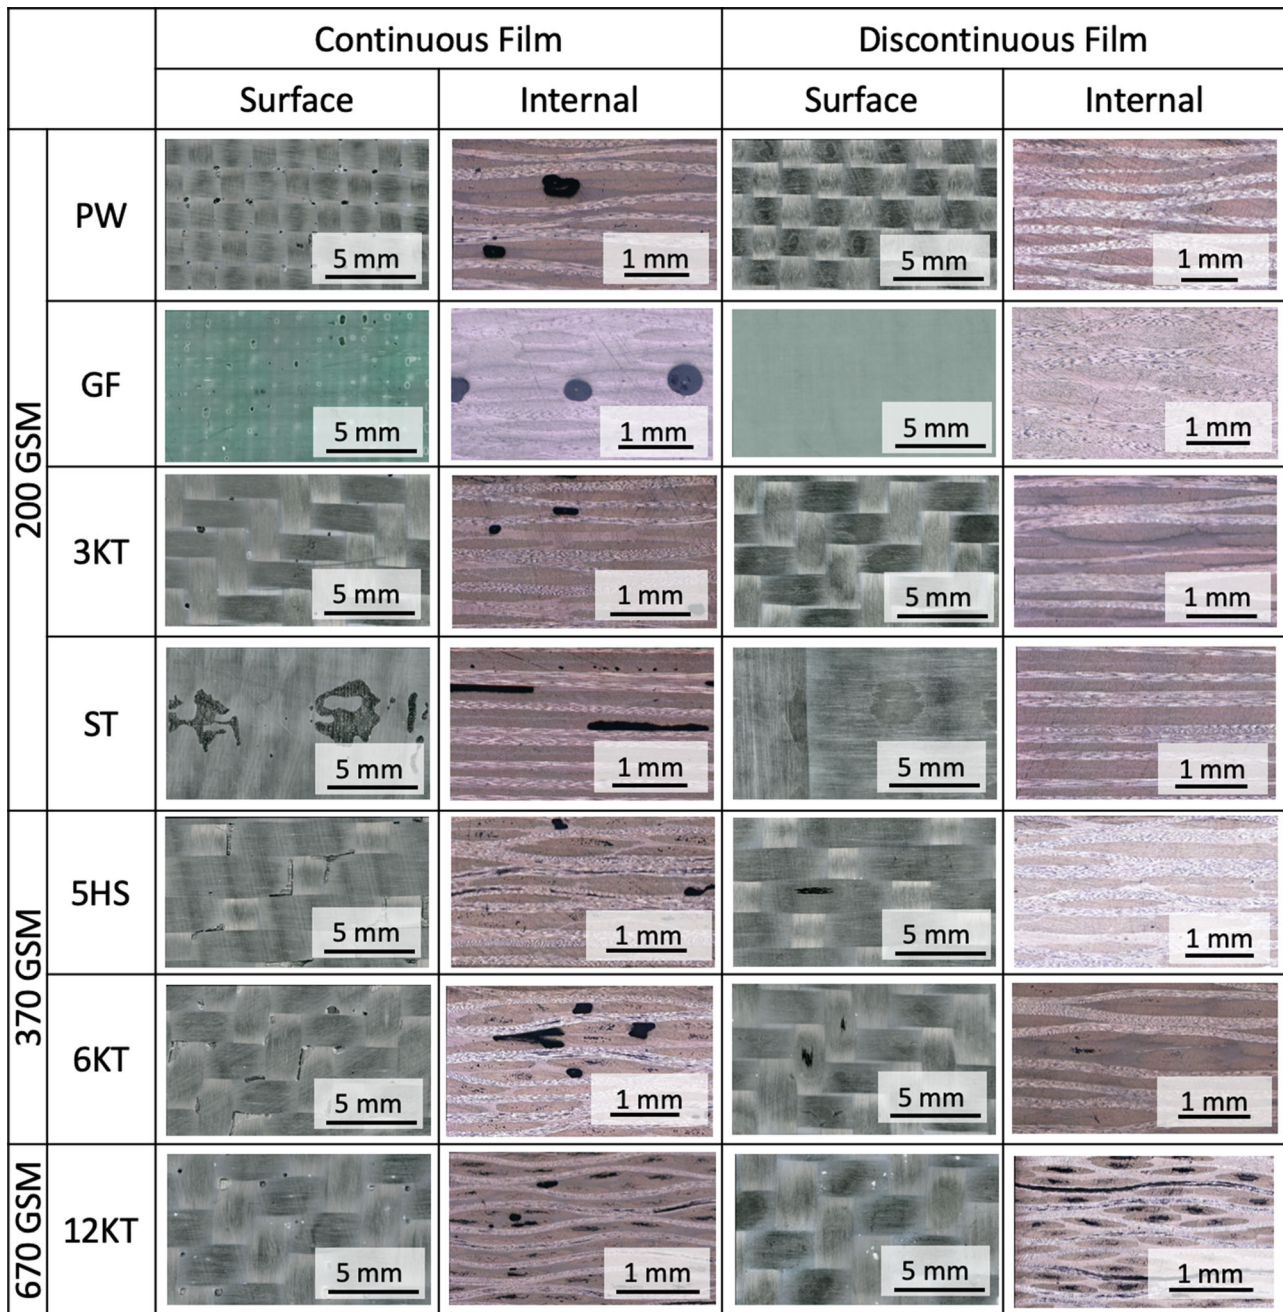 Continuous Film Discontinuous Film
Surface Internal Surface Internal
200 GSM
PW 5 mm 1 mm 5 mm 1 mm
GF 5 mm 1 mm 5 mm 1 mm
3KT 5 mm 1 mm 5 mm 1 mm
ST 5 mm 1 mm 5 mm 1 mm
370 GSM
5HS 5 mm 1 mm 5 mm 1 mm
6KT 5 mm 1 mm 5 mm 1 mm
670 GSM
12KT 5 mm 1 mm 5 mm 1 mm